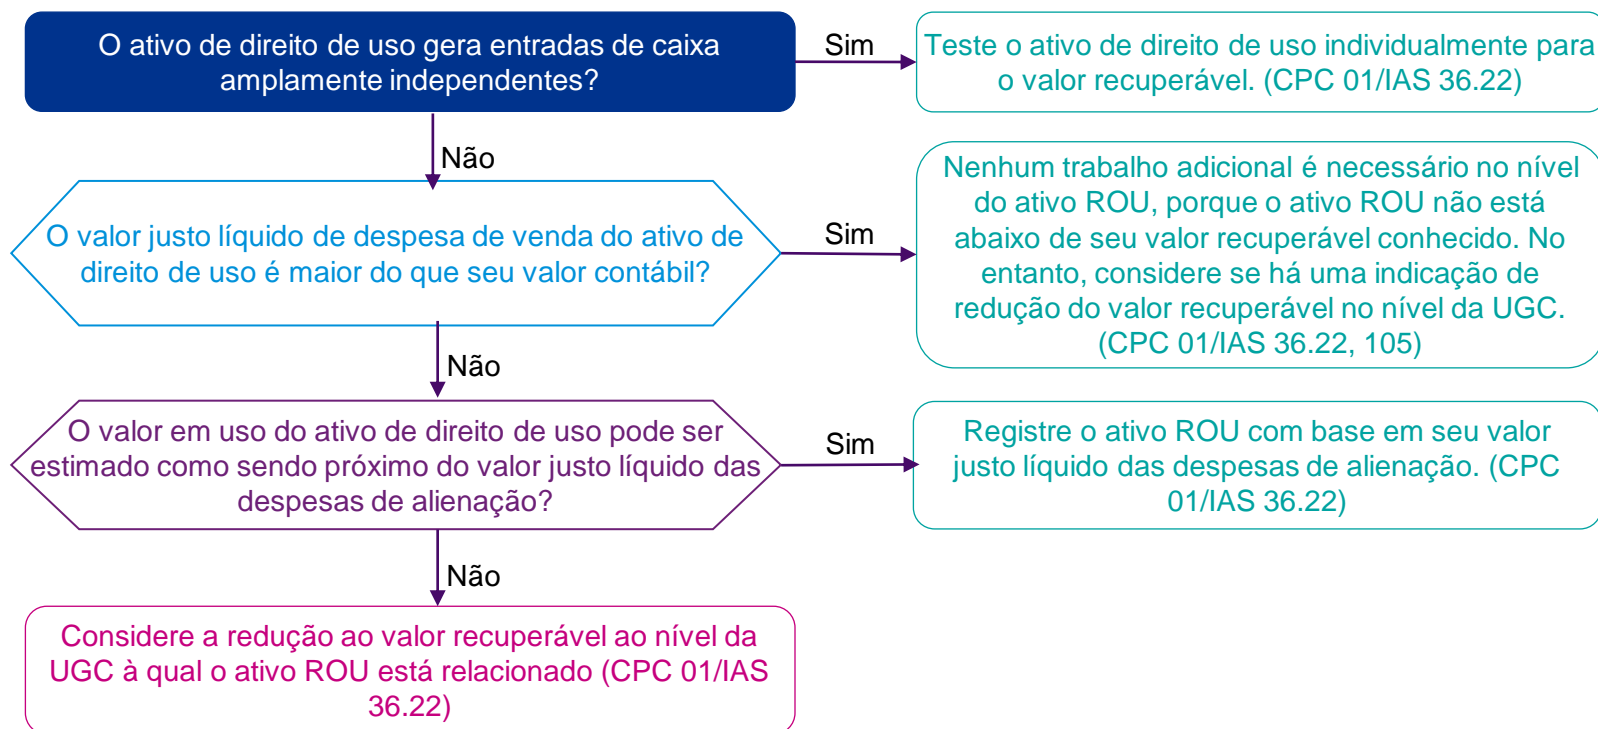 O ativo de direito de uso gera entradas de caixa
amplamente independentes?
Sim
Teste o ativo de direito de uso individualmente para
o valor recuperável. (CPC 01/IAS 36.22)
Não
O valor justo líquido de despesa de venda do ativo de
direito de uso é maior do que seu valor contábil?
Sim
Nenhum trabalho adicional é necessário no nível
do ativo ROU, porque o ativo ROU não está
abaixo de seu valor recuperável conhecido. No
entanto, considere se há uma indicação de
redução do valor recuperável no nível da UGC.
(CPC 01/IAS 36.22, 105)
Não
O valor em uso do ativo de direito de uso pode ser
estimado como sendo próximo do valor justo líquido das
despesas de alienação?
Sim
Registre o ativo ROU com base em seu valor
justo líquido das despesas de alienação. (CPC
01/IAS 36.22)
Não
Considere a redução ao valor recuperável ao nível da
UGC à qual o ativo ROU está relacionado (CPC 01/IAS
36.22)